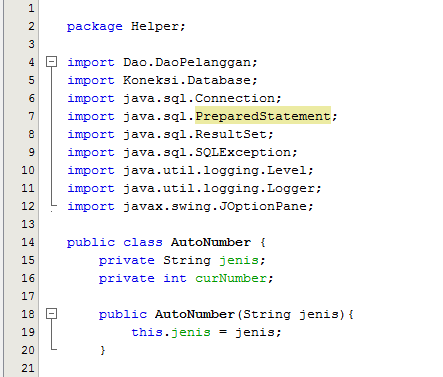 1
2 package Helper;
3
4 import Dao.DaoPelanggan;
5 import Koneksi.Database;
6 import java.sql.Connection;
7 import java.sql.PreparedStatement;
8 import java.sql.ResultSet;
9 import java.sql.SQLException;
10 import java.util.logging.Level;
11 import java.util.logging.Logger;
12 import javax.swing.JOptionPane;
13
14 public class AutoNumber {
15 private String jenis;
16 private int curNumber;
17
18 public AutoNumber(String jenis){
19 this.jenis = jenis;
20 }
21